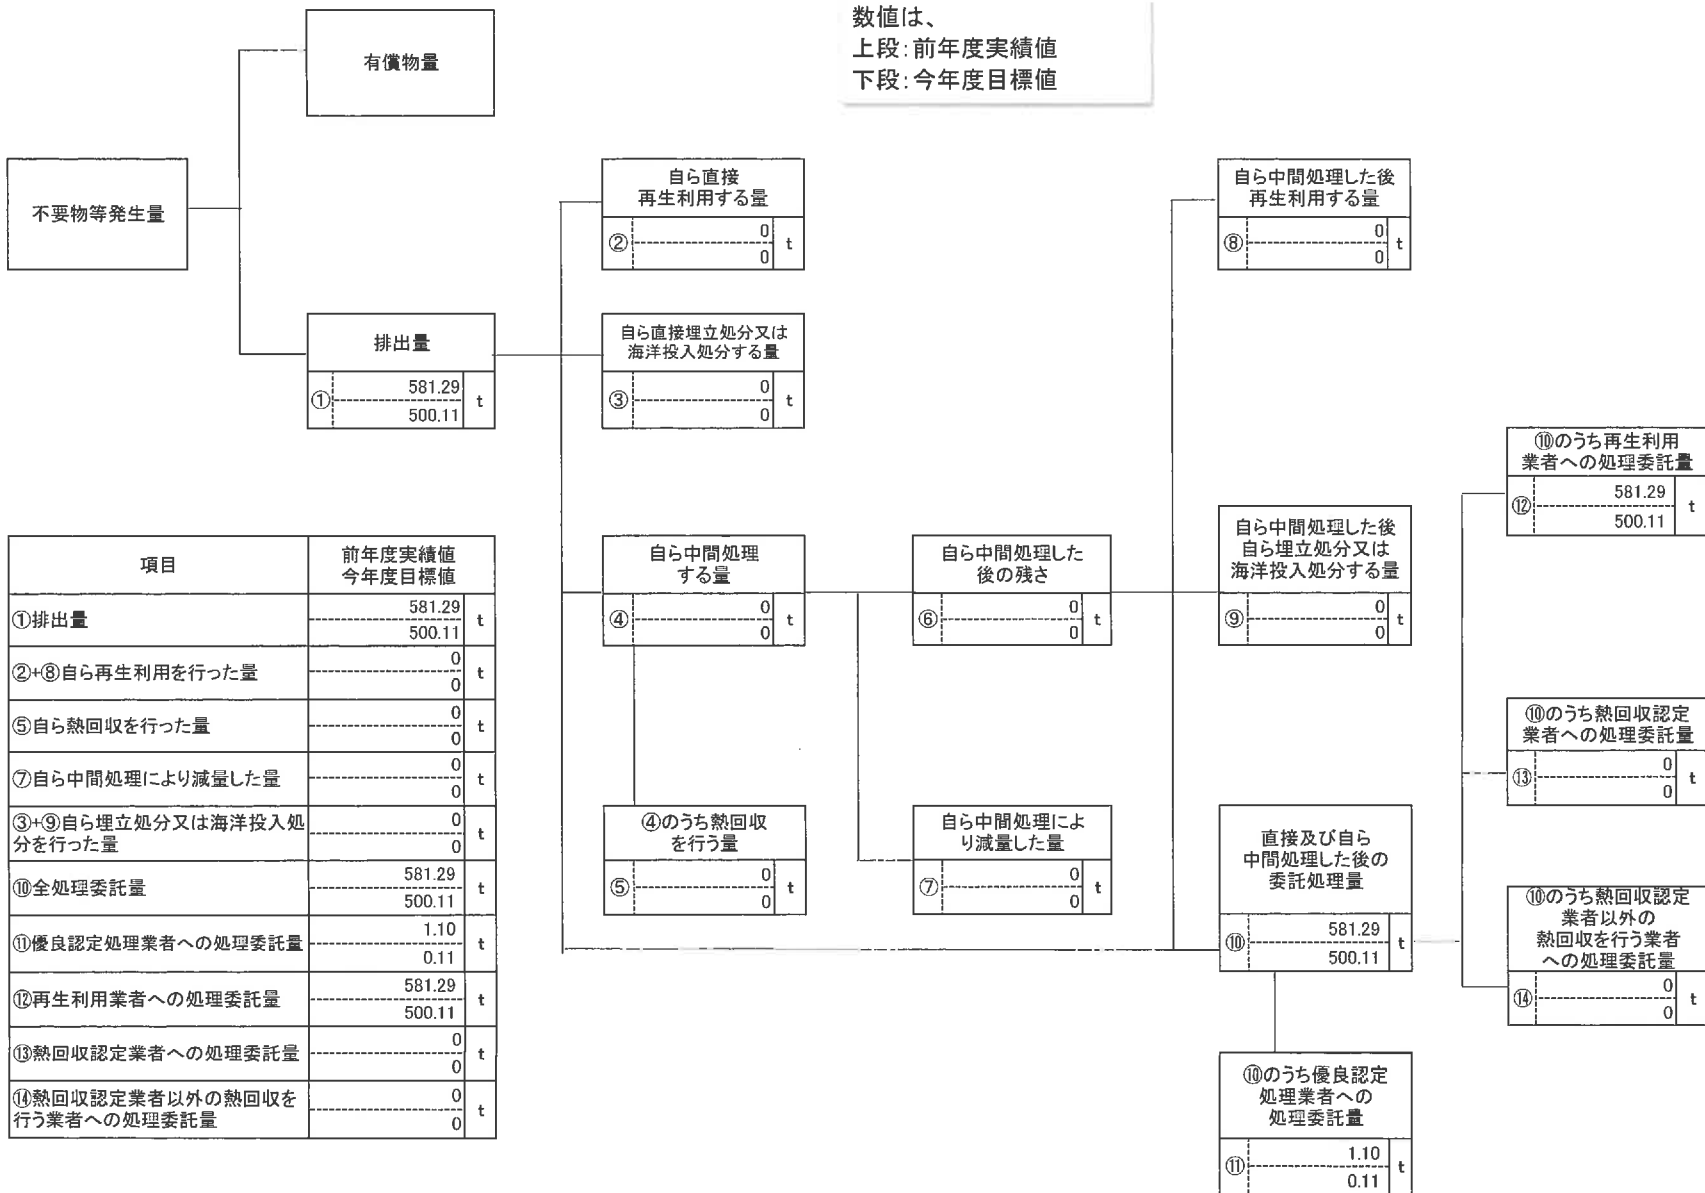 数値は、
上段:前年度実績値
下段:今年度目標値
有償物量
不要物等発生量
排出量
①
581.29
500.11
t
自ら直接
再生利用する量
②
0
0
t
自ら直接埋立処分又は
海洋投入処分する量
③
0
0
t
自ら中間処理
する量
④
0
0
t
④のうち熱回収
を行う量
⑤
0
0
t
自ら中間処理した
後の残さ
⑥
0
0
t
自ら中間処理によ
り減量した量
⑦
0
0
t
自ら中間処理した後
再生利用する量
⑧
0
0
t
自ら中間処理した後
自ら埋立処分又は
海洋投入処分する量
⑨
0
0
t
直接及び自ら
中間処理した後の
委託処理量
⑩
581.29
500.11
t
⑩のうち優良認定
処理業者への
処理委託量
⑪
1.10
0.11
t
⑩のうち再生利用
業者への処理委託量
⑫
581.29
500.11
t
⑩のうち熱回収認定
業者への処理委託量
⑬
0
0
t
⑩のうち熱回収認定
業者以外の
熱回収を行う業者
への処理委託量
⑭
0
0
t
項目
前年度実績値
今年度目標値
①排出量
581.29
500.11
t
②+⑧自ら再生利用を行った量
0
0
t
⑤自ら熱回収を行った量
0
0
t
⑦自ら中間処理により減量した量
0
0
t
③+⑨自ら埋立処分又は海洋投入処
分を行った量
0
0
t
⑩全処理委託量
581.29
500.11
t
⑪優良認定処理業者への処理委託量
1.10
0.11
t
⑫再生利用業者への処理委託量
581.29
500.11
t
⑬熱回収認定業者への処理委託量
0
0
t
⑭熱回収認定業者以外の熱回収を
行う業者への処理委託量
0
0
t